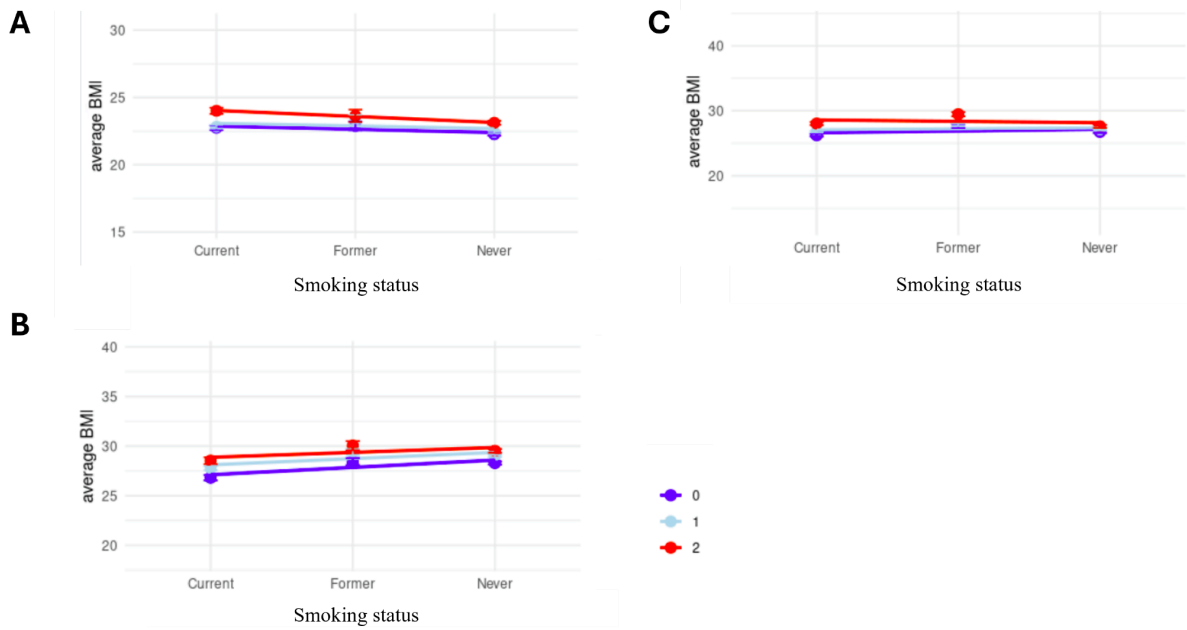 A
30
25
20
15
average BMI
Current Former Never
Smoking status
C
40
30
20
average BMI
Current Former Never
Smoking status
B
40
35
30
25
20
average BMI
Current Former Never
Smoking status
0
1
2